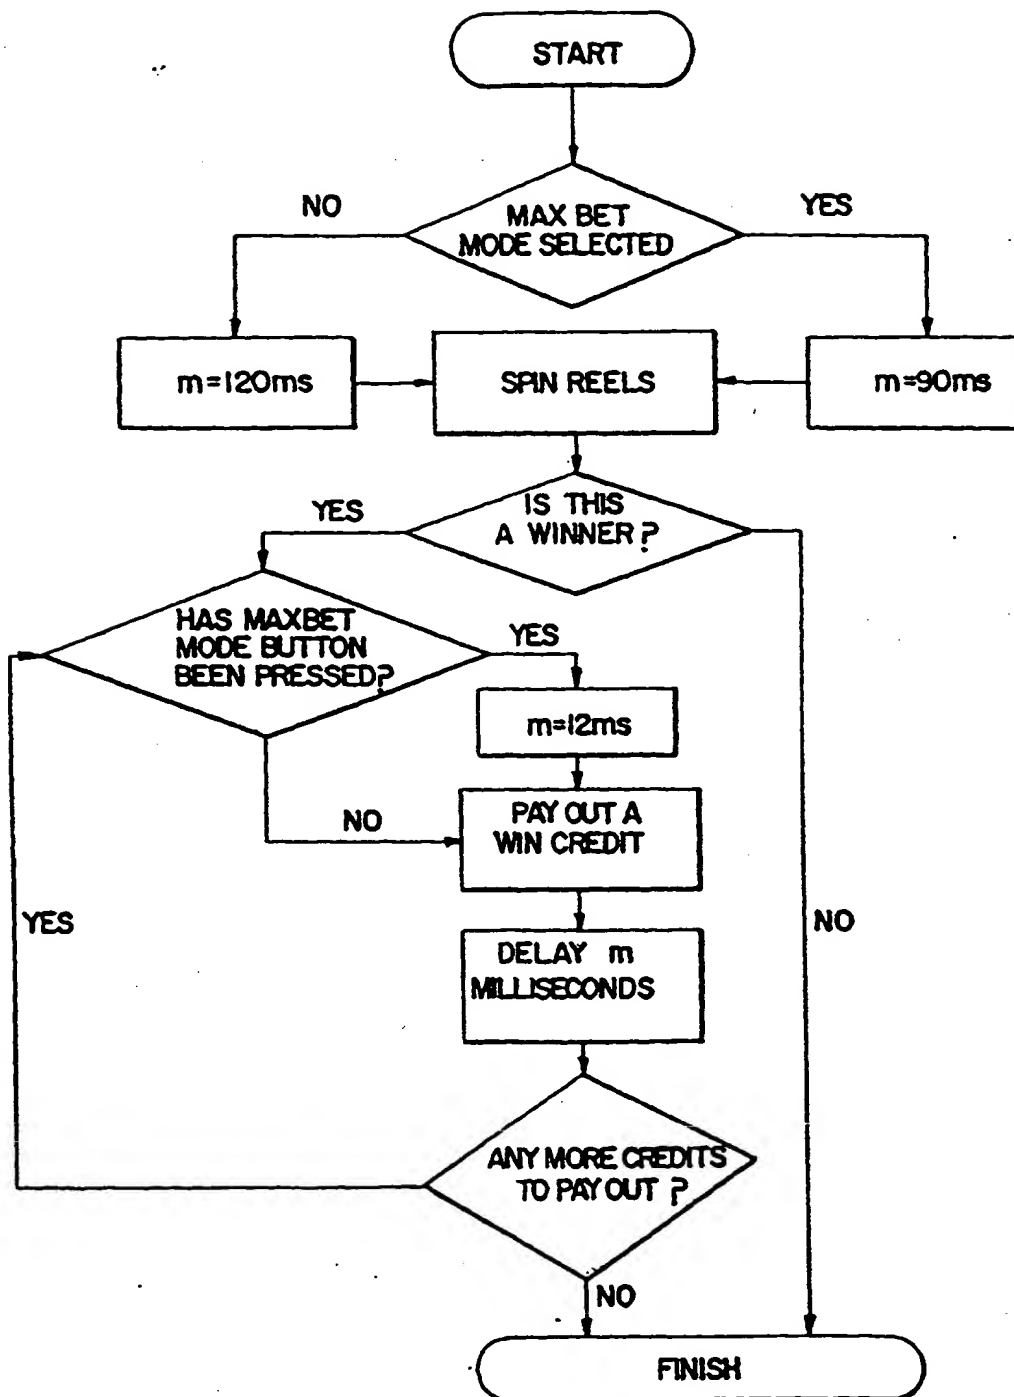 START
NO
YES
MAX BET
MODE SELECTED
m=120ms
SPIN REELS
m=90ms
YES
IS THIS
A WINNER?
HAS MAXBET
MODE BUTTON
BEEN PRESSED?
YES
m=12ms
NO
PAY OUT A
WIN CREDIT
YES
NO
DELAY m
MILLISECONDS
ANY MORE CREDITS
TO PAY OUT ?
NO
FINISH